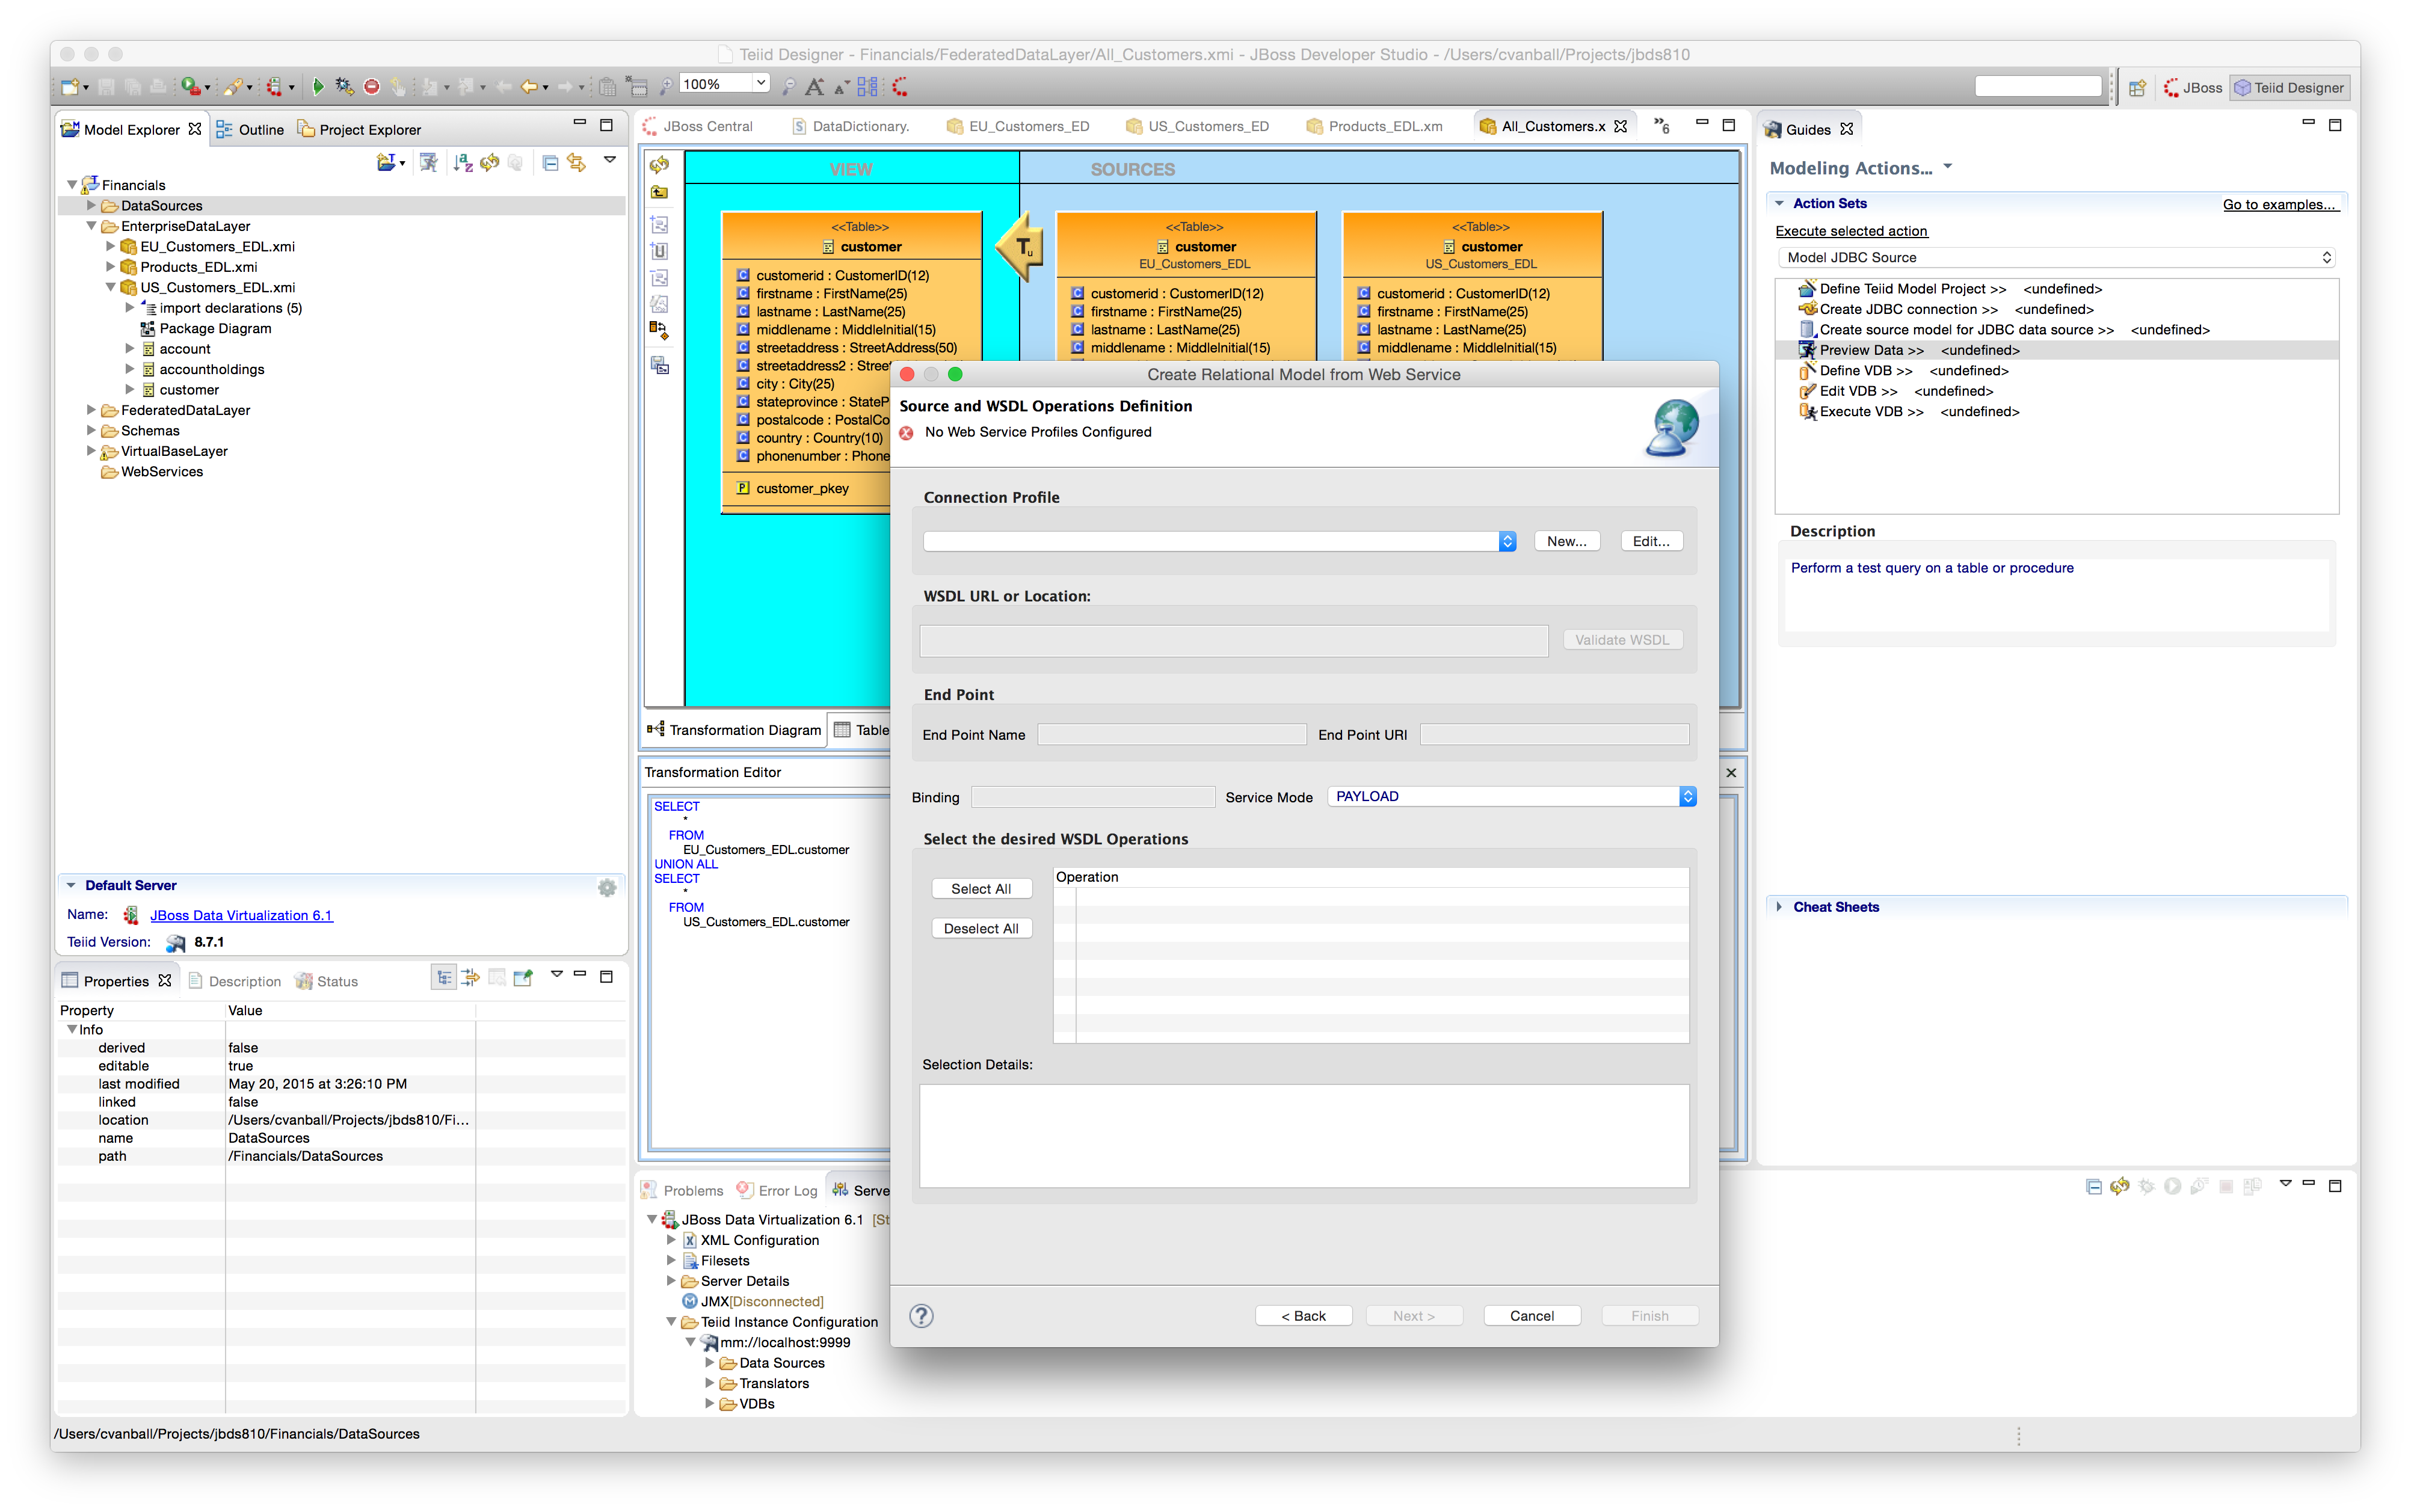 Teiid Designer - Financials/FederatedDataLayer/All_Customers.xmi - JBoss Developer Studio - /Users/cvanball/Projects/jbds810
100%
JBoss
Teiid Designer
Model Explorer
Outline
Project Explorer
Financials
DataSources
EnterpriseDataLayer
EU_Customers_EDL.xmi
Products_EDL.xmi
US_Customers_EDL.xmi
import declarations (5)
Package Diagram
account
accountholdings
customer
FederatedDataLayer
Schemas
VirtualBaseLayer
WebServices
Default Server
Name: JBoss Data Virtualization 6.1
Teiid Version: 8.7.1
Properties
Description
Status
Property Value
Info
derived false
editable true
last modified May 20, 2015 at 3:26:10 PM
linked false
location /Users/cvanball/Projects/jbds810/Fi...
name DataSources
path /Financials/DataSources
/Users/cvanball/Projects/jbds810/Financials/DataSources
JBoss Central
DataDictionary.
EU_Customers_ED
US_Customers_ED
Products_EDL.xm
All_Customers.x
»6
VIEW
SOURCES
<<Table>>
customer
customerid : CustomerID(12)
firstname : FirstName(25)
lastname : LastName(25)
middlename : MiddleInitial(15)
streetaddress : StreetAddress(50)
streetaddress2 : Street
city : City(25)
stateprovince : StateP
postalcode : PostalCo
country : Country(10)
phonenumber : Phone
customer_pkey
Tu
<<Table>>
customer
EU_Customers_EDL
customerid : CustomerID(12)
firstname : FirstName(25)
lastname : LastName(25)
middlename : MiddleInitial(15)
<<Table>>
customer
US_Customers_EDL
customerid : CustomerID(12)
firstname : FirstName(25)
lastname : LastName(25)
middlename : MiddleInitial(15)
Transformation Diagram
Table
Transformation Editor
SELECT
*
FROM
EU_Customers_EDL.customer
UNION ALL
SELECT
*
FROM
US_Customers_EDL.customer
Problems
Error Log
Serve
JBoss Data Virtualization 6.1 [St
XML Configuration
Filesets
Server Details
JMX[Disconnected]
Teiid Instance Configuration
mm://localhost:9999
Data Sources
Translators
VDBs
Create Relational Model from Web Service
Source and WSDL Operations Definition
No Web Service Profiles Configured
Connection Profile
New...
Edit...
WSDL URL or Location:
Validate WSDL
End Point
End Point Name
End Point URI
Binding
Service Mode
PAYLOAD
Select the desired WSDL Operations
Select All
Deselect All
Operation
Selection Details:
?
< Back
Next >
Cancel
Finish
Guides
Modeling Actions...
Action Sets
Go to examples...
Execute selected action
Model JDBC Source
Define Teiid Model Project >> <undefined>
Create JDBC connection >> <undefined>
Create source model for JDBC data source >> <undefined>
Preview Data >> <undefined>
Define VDB >> <undefined>
Edit VDB >> <undefined>
Execute VDB >> <undefined>
Description
Perform a test query on a table or procedure
Cheat Sheets